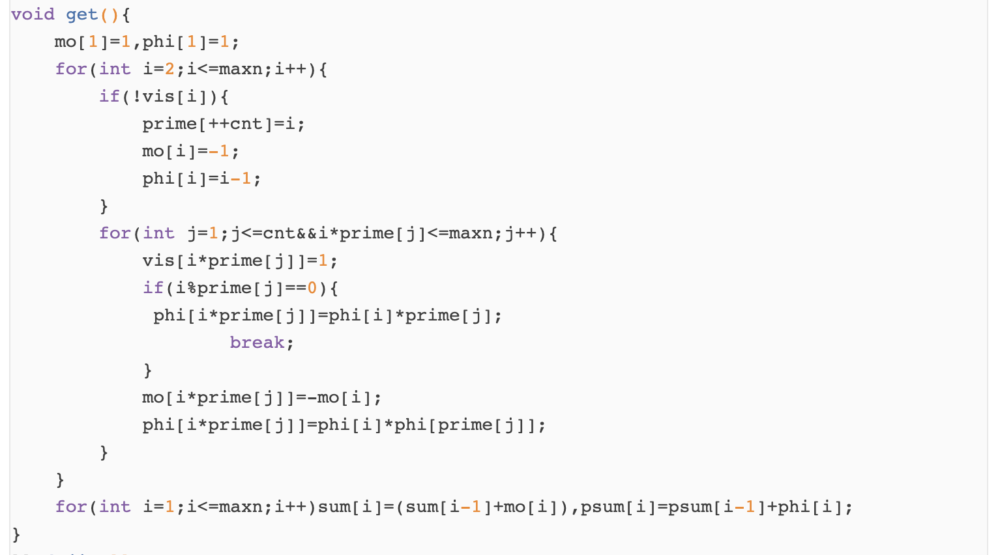 void get(){
    mo[1]=1,phi[1]=1;
    for(int i=2;i<=maxn;i++){
        if(!vis[i]){
            prime[++cnt]=i;
            mo[i]=-1;
            phi[i]=i-1;
        }
        for(int j=1;j<=cnt&&i*prime[j]<=maxn;j++){
            vis[i*prime[j]]=1;
            if(i%prime[j]==0){
             phi[i*prime[j]]=phi[i]*prime[j];
                    break;
            }
            mo[i*prime[j]]=-mo[i];
            phi[i*prime[j]]=phi[i]*phi[prime[j]];
        }
    }
    for(int i=1;i<=maxn;i++)sum[i]=(sum[i-1]+mo[i]),psum[i]=psum[i-1]+phi[i];
}